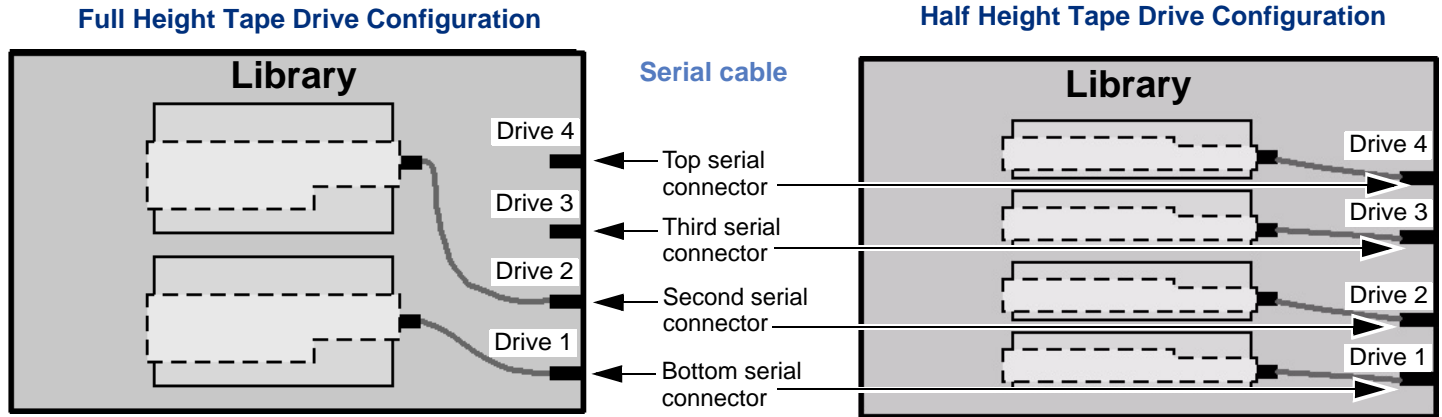 Full Height Tape Drive Configuration
Half Height Tape Drive Configuration
Library
Drive 4
Drive 3
Drive 2
Drive 1
Serial cable
Top serial
connector
Third serial
connector
Second serial
connector
Bottom serial
connector
Library
Drive 4
Drive 3
Drive 2
Drive 1